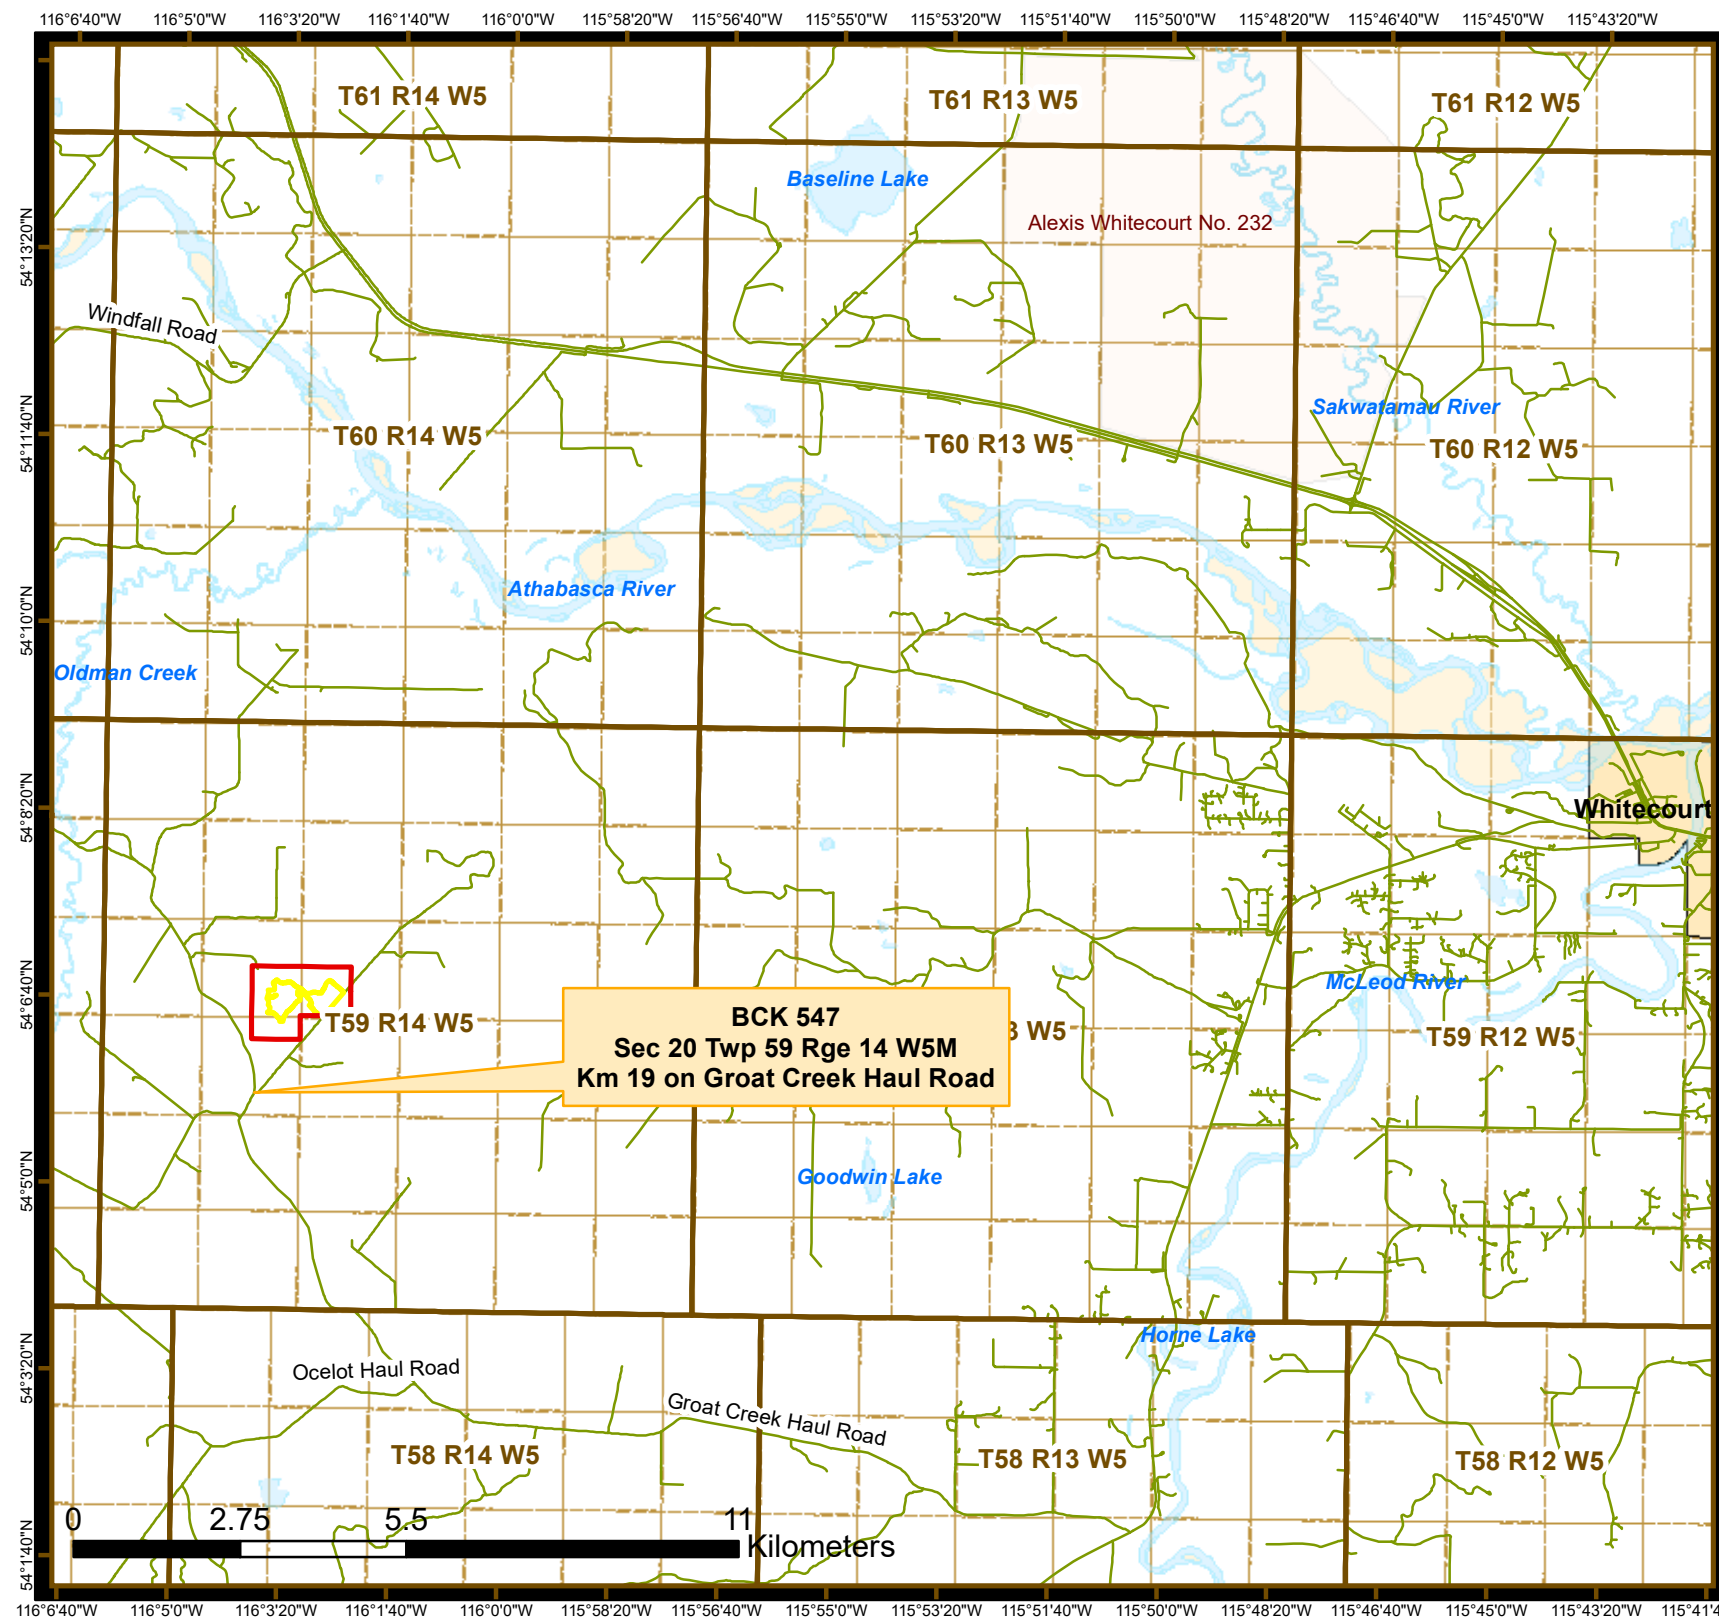 116°6'40"W 116°5'0"W 116°3'20"W 116°1'40"W 116°0'0"W 115°58'20"W 115°56'40"W 115°55'0"W 115°53'20"W 115°51'40"W 115°50'0"W 115°48'20"W 115°46'40"W 115°45'0"W 115°43'20"W
T61 R14 W5
T61 R13 W5
T61 R12 W5
Baseline Lake
Alexis Whitecourt No. 232
54°13'20"N
Windfall Road
Sakwatamau River
54°11'40"N
T60 R14 W5
T60 R13 W5
T60 R12 W5
Athabasca River
54°10'0"N
Oldman Creek
54°8'20"N
Whitecourt
54°6'40"N
McLeod River
T59 R14 W5
3 W5
T59 R12 W5
BCK 547
Sec 20 Twp 59 Rge 14 W5M
Km 19 on Groat Creek Haul Road
54°5'0"N
Goodwin Lake
Horne Lake
54°3'20"N
Ocelot Haul Road
Groat Creek Haul Road
T58 R14 W5
T58 R13 W5
T58 R12 W5
0 2.75 5.5 11
Kilometers
54°1'40"N
116°6'40"W 116°5'0"W 116°3'20"W 116°1'40"W 116°0'0"W 115°58'20"W 115°56'40"W 115°55'0"W 115°53'20"W 115°51'40"W 115°50'0"W 115°48'20"W 115°46'40"W 115°45'0"W 115°43'20"W 115°41'4